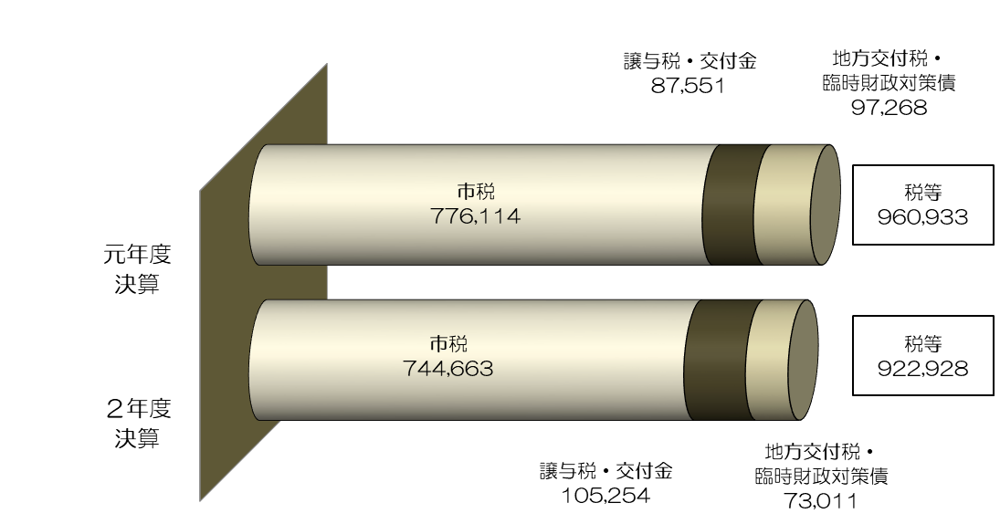 譲与税・交付金
87,551
地方交付税・
臨時財政対策債
97,268
元年度
決算
市税
776,114
税等
960,933
２年度
決算
市税
744,663
税等
922,928
譲与税・交付金
105,254
地方交付税・
臨時財政対策債
73,011